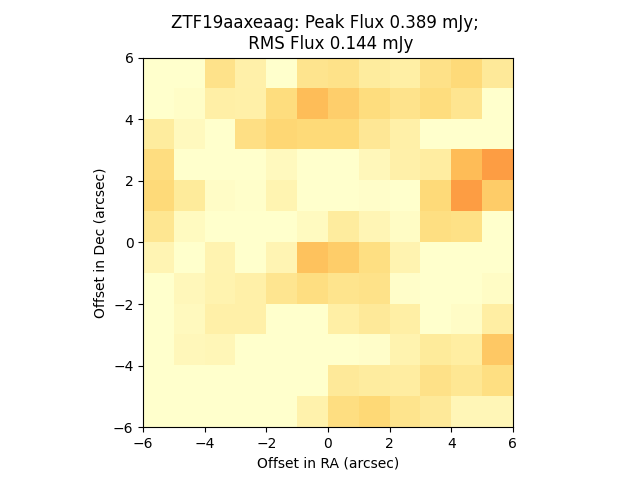 ZTF19aaxeaag: Peak Flux 0.389 mJy;
RMS Flux 0.144 mJy
6
4
2
0
−2
−4
−6
Offset in Dec (arcsec)
−6 −4 −2 0 2 4 6
Offset in RA (arcsec)